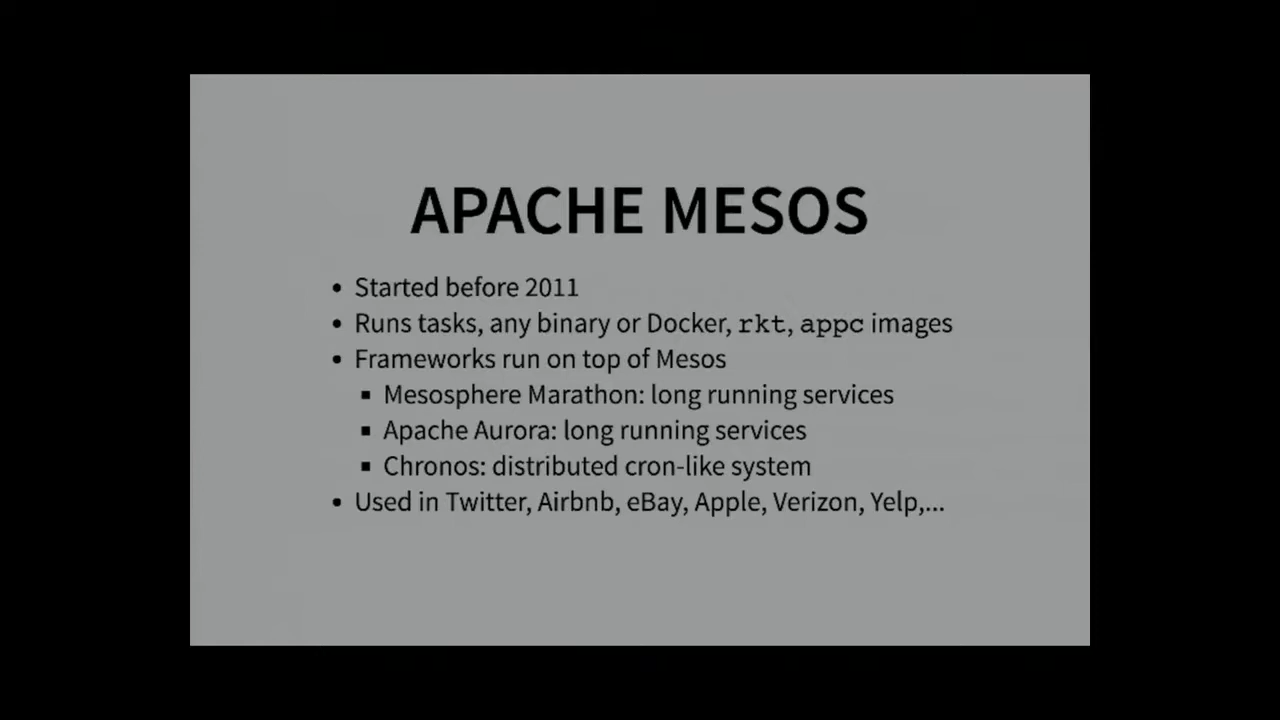 APACHE MESOS
• Started before 2011
• Runs tasks, any binary or Docker, rkt, appc images
• Frameworks run on top of Mesos
▪ Mesosphere Marathon: long running services
▪ Apache Aurora: long running services
▪ Chronos: distributed cron-like system
• Used in Twitter, Airbnb, eBay, Apple, Verizon, Yelp,...